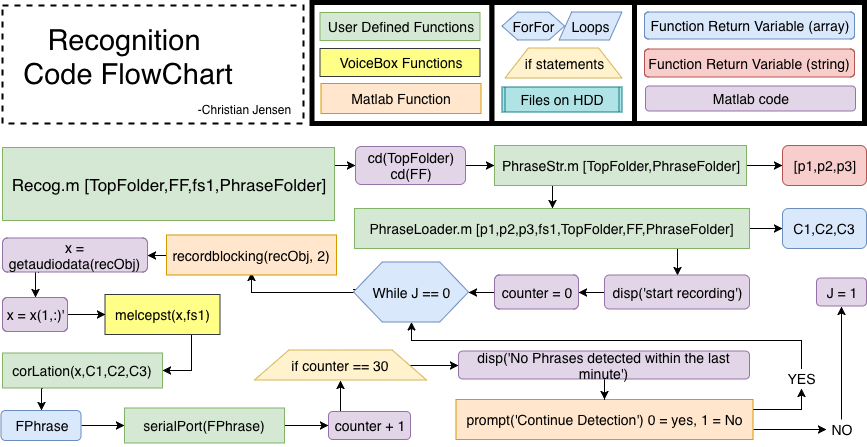 Recognition
Code FlowChart
-Christian Jensen
User Defined Functions
VoiceBox Functions
Matlab Function
ForFor
Loops
if statements
Files on HDD
Function Return Variable (array)
Function Return Variable (string)
Matlab code
Recog.m [TopFolder,FF,fs1,PhraseFolder]
cd(TopFolder)
cd(FF)
PhraseStr.m [TopFolder,PhraseFolder]
[p1,p2,p3]
PhraseLoader.m [p1,p2,p3,fs1,TopFolder,FF,PhraseFolder]
C1,C2,C3
x =
getaudiodata(recObj)
recordblocking(recObj, 2)
While J == 0
counter = 0
disp('start recording')
J = 1
x = x(1,:)'
melcepst(x,fs1)
corLation(x,C1,C2,C3)
if counter == 30
disp('No Phrases detected within the last
minute')
YES
FPhrase
serialPort(FPhrase)
counter + 1
prompt('Continue Detection') 0 = yes, 1 = No
NO